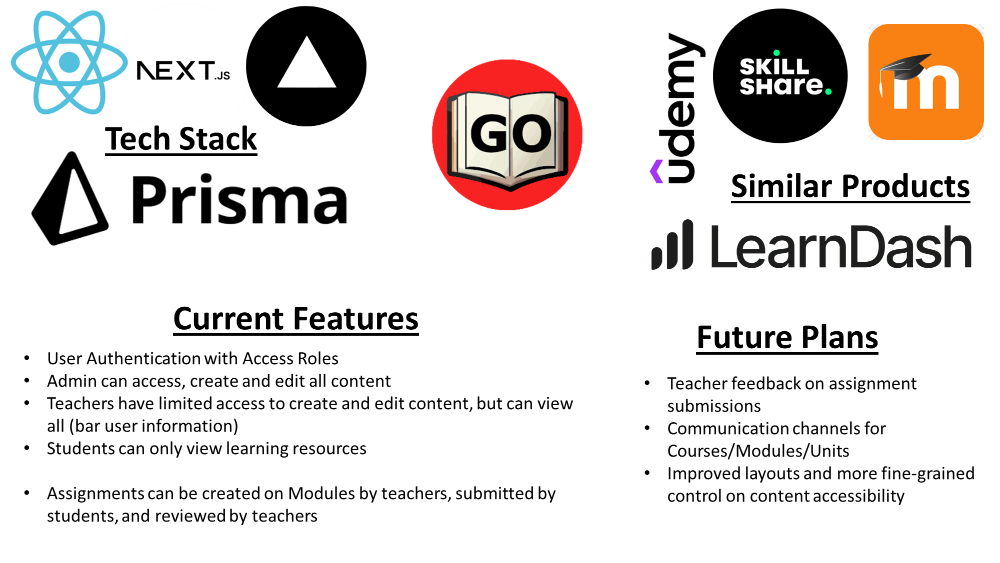 NEXT.JS
Tech Stack
Prisma
GO
udemy
SKILL
SHare.
m
Similar Products
LearnDash
Current Features
• User Authentication with Access Roles
• Admin can access, create and edit all content
• Teachers have limited access to create and edit content, but can view
all (bar user information)
• Students can only view learning resources
• Assignments can be created on Modules by teachers, submitted by
students, and reviewed by teachers
Future Plans
• Teacher feedback on assignment
submissions
• Communication channels for
Courses/Modules/Units
• Improved layouts and more fine-grained
control on content accessibility